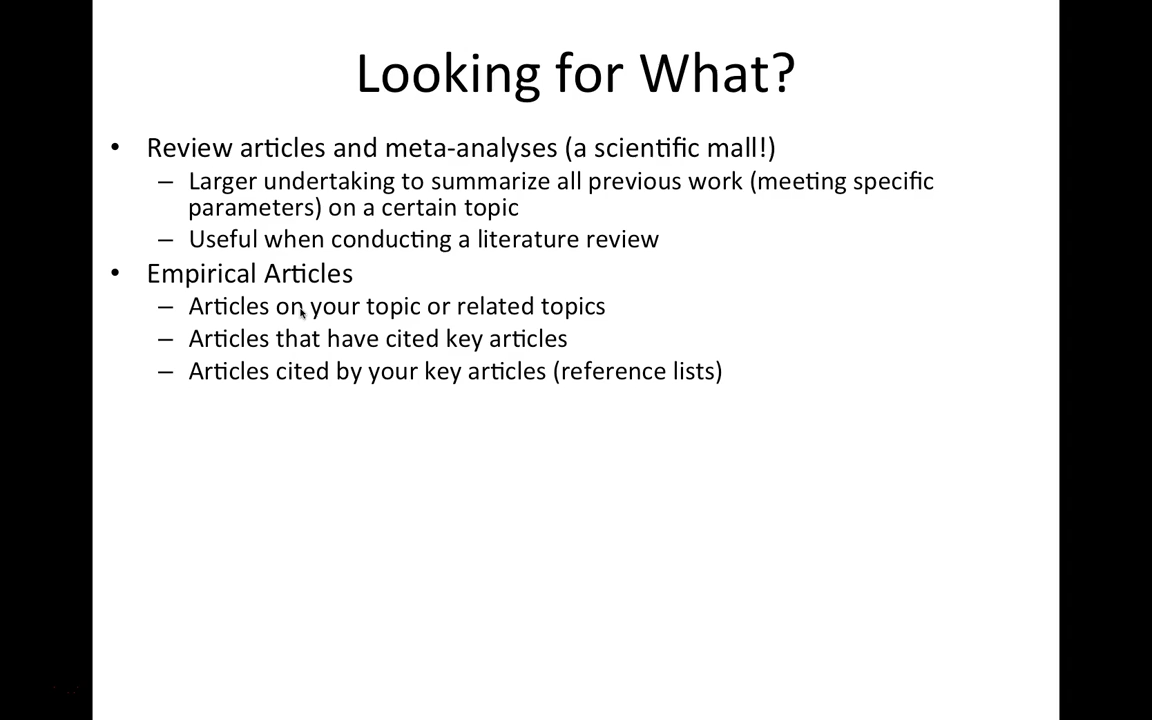 Looking for What?
• Review articles and meta-analyses (a scientific mall!)
– Larger undertaking to summarize all previous work (meeting specific
parameters) on a certain topic
– Useful when conducting a literature review
• Empirical Articles
– Articles on your topic or related topics
– Articles that have cited key articles
– Articles cited by your key articles (reference lists)